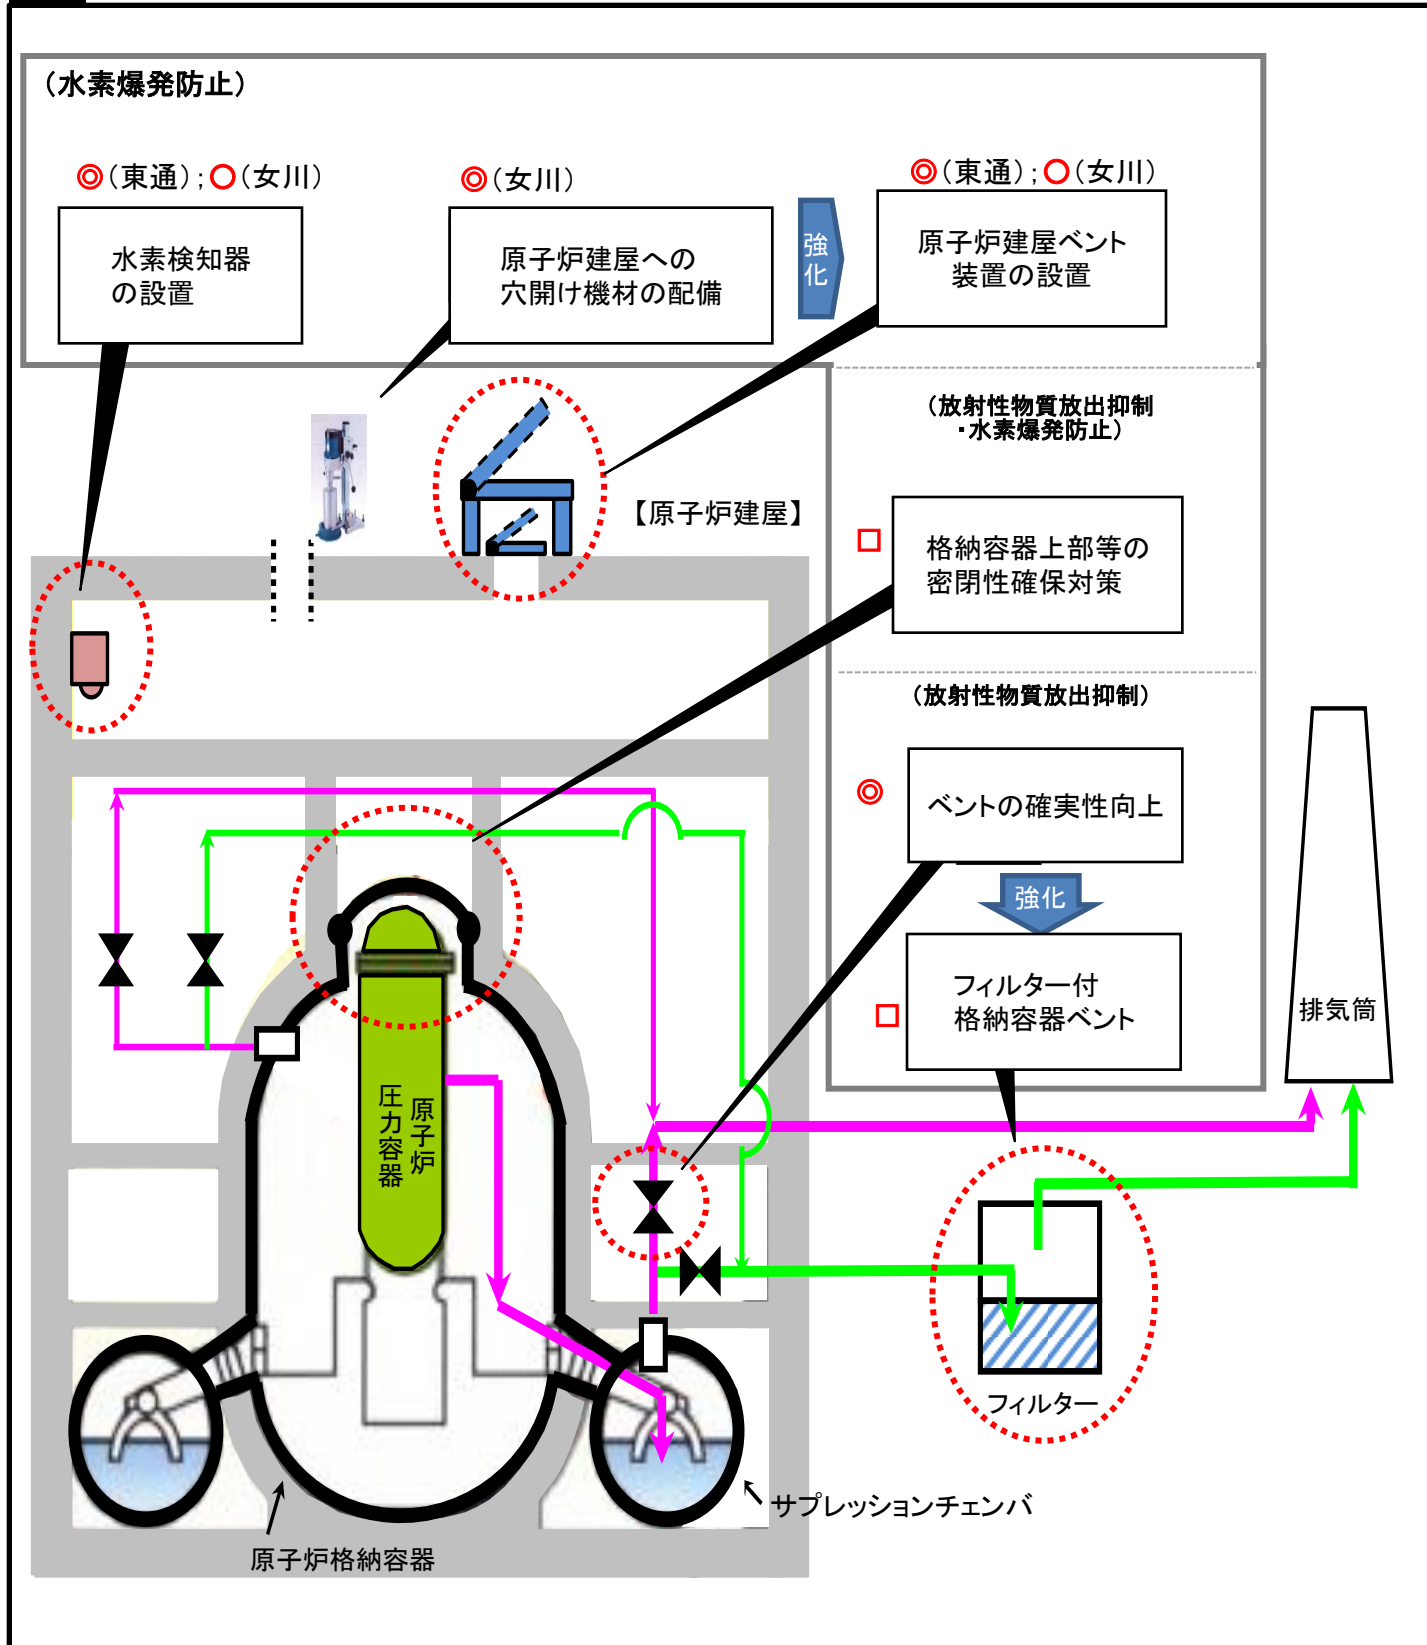 （水素爆発防止）
◎（東通）；○（女川）
水素検知器
の設置
◎（女川）
原子炉建屋への
穴開け機材の配備
強
化
◎（東通）；○（女川）
原子炉建屋ベント
装置の設置
（放射性物質放出抑制
・水素爆発防止）
【原子炉建屋】
□
格納容器上部等の
密閉性確保対策
（放射性物質放出抑制）
◎
ベントの確実性向上
強化
□
フィルター付
格納容器ベント
排気筒
原子炉
圧力容器
フィルター
サプレッションチェンバ
原子炉格納容器